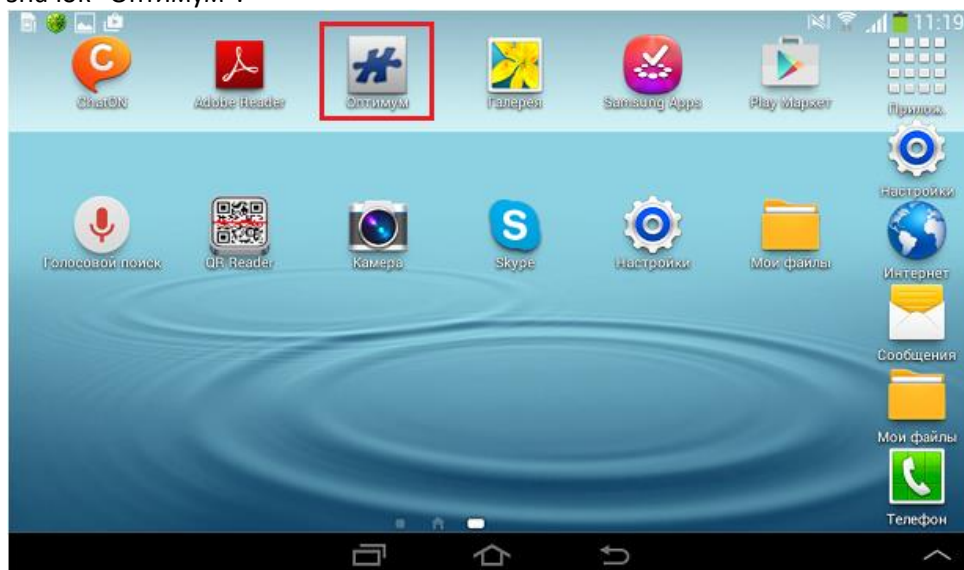 значок "Оптимум".
11:19
ChatON
Adobe Reader
Оптимум
Галерея
Samsung Apps
Play Маркет
Прилож.
Настройки
Голосовой поиск
QR Reader
Камера
Skype
Настройки
Мои файлы
Интернет
Сообщения
Мои файлы
Телефон